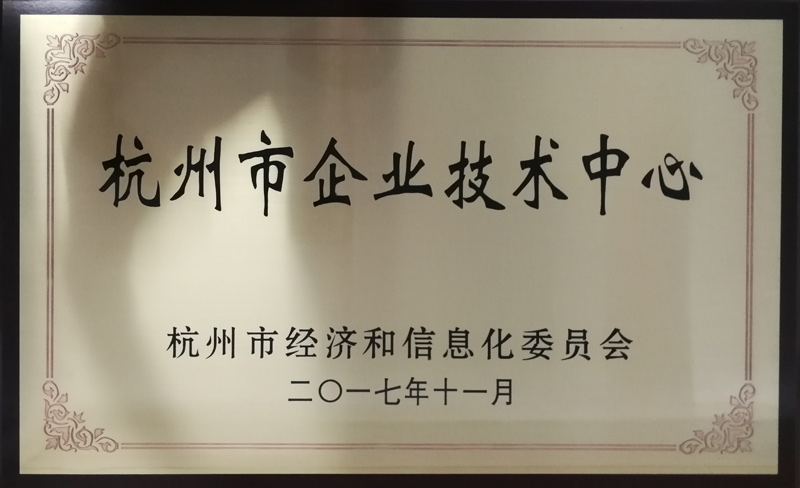 杭州市企业技术中心
杭州市经济和信息化委员会
二〇一七年十一月